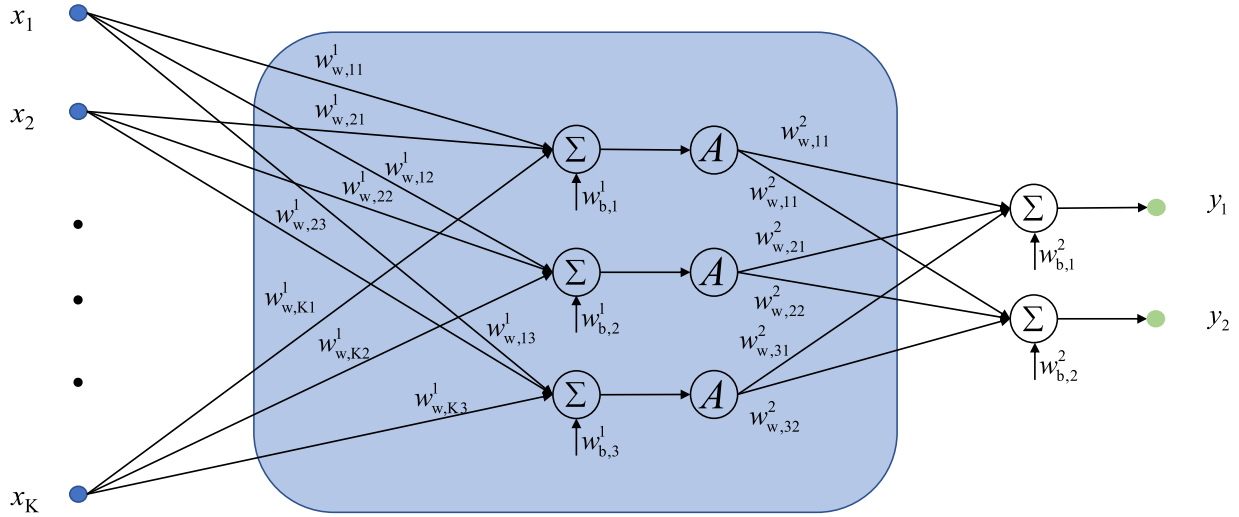 x₁
w¹w,11
x₂
w¹w,21
w²w,11
Σ
A
w¹w,12
w¹w,22
w²w,11
w¹b,1
w¹w,23
y₁
Σ
w²w,21
w²b,1
Σ
A
w¹w,K1
w²w,22
w¹b,2
y₂
Σ
w¹w,13
w²w,31
w¹w,K2
w²b,2
Σ
A
w¹w,K3
w²w,32
w¹b,3
xK